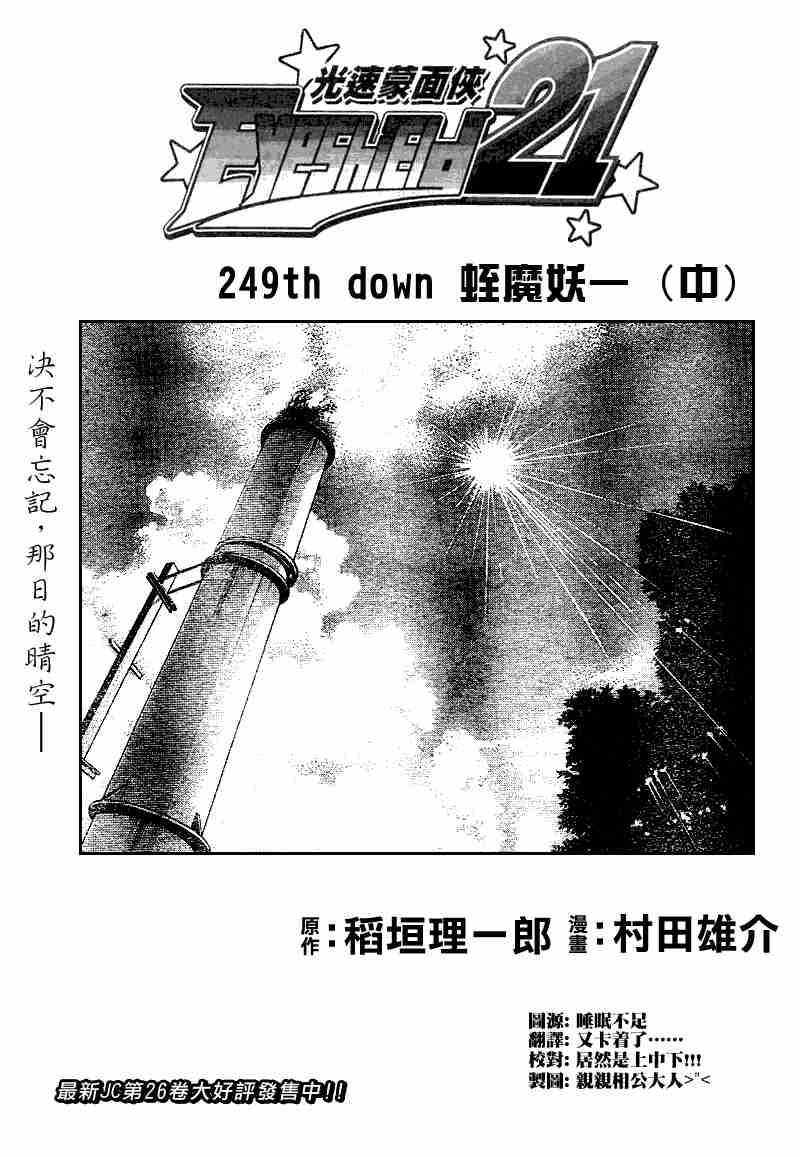 光速蒙面俠
EYESHIELD 21
249th down 蛭魔妖一（中）
決不會忘記，那日的晴空——
原作：稻垣理一郎 漫畫：村田雄介
圖源: 睡眠不足
翻譯: 又卡着了……
校對: 居然是上中下!!!
製圖: 親親相公大人>"<
最新JC第26卷大好評發售中!!